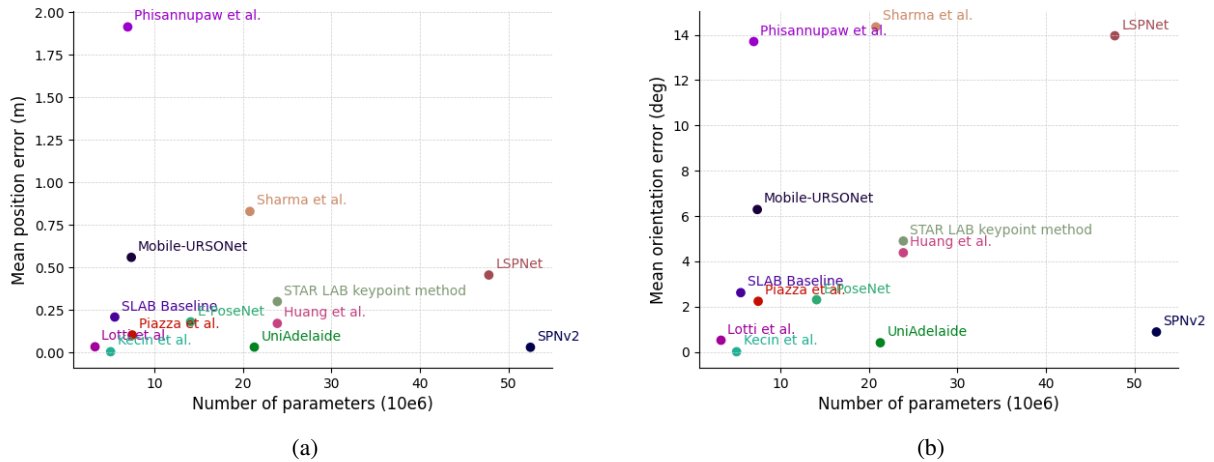 2.00
1.75
1.50
1.25
1.00
0.75
0.50
0.25
0.00
10
20
30
40
50
Mean position error (m)
Number of parameters (10e6)
Phisannupaw et al.
Sharma et al.
Mobile-URSONet
LSPNet
STAR LAB keypoint method
SLAB Baseline
E-PoseNet
Huang et al.
Piazza et al.
Lotti et al.
Kecin et al.
UniAdelaide
SPNv2
(a)
14
12
10
8
6
4
2
0
10
20
30
40
50
Mean orientation error (deg)
Number of parameters (10e6)
Sharma et al.
Phisannupaw et al.
LSPNet
Mobile-URSONet
STAR LAB keypoint method
Huang et al.
SLAB Baseline
Piazza et al.
E-PoseNet
Lotti et al.
Kecin et al.
UniAdelaide
SPNv2
(b)